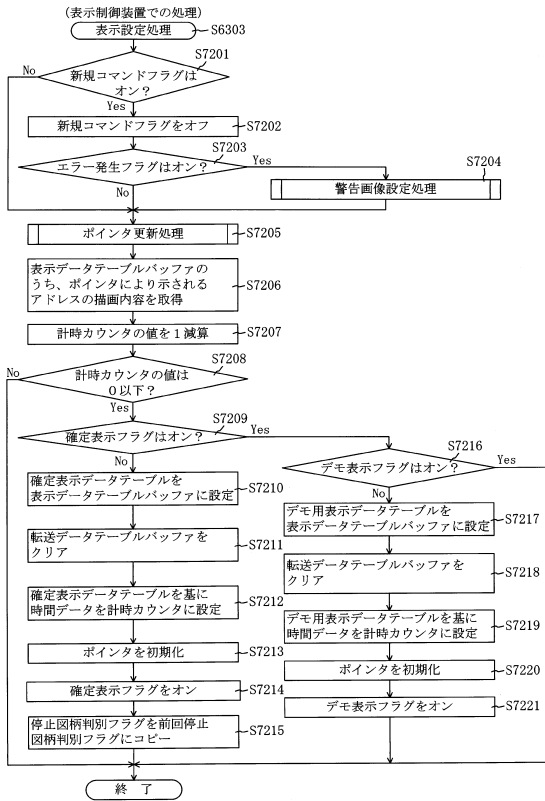 (表示制御装置での処理)
表示設定処理
S6303
S7201
No
新規コマンドフラグは
オン?
Yes
新規コマンドフラグをオフ
S7202
S7203
エラー発生フラグはオン?
Yes
No
S7204
警告画像設定処理
ポインタ更新処理
S7205
表示データテーブルバッファの
うち、ポインタにより示される
アドレスの描画内容を取得
S7206
計時カウンタの値を1減算
S7207
S7208
No
計時カウンタの値は
0以下?
Yes
S7209
確定表示フラグはオン?
Yes
No
S7216
デモ表示フラグはオン?
Yes
No
確定表示データテーブルを
表示データテーブルバッファに設定
S7210
転送データテーブルバッファを
クリア
S7211
確定表示データテーブルを基に
時間データを計時カウンタに設定
S7212
ポインタを初期化
S7213
確定表示フラグをオン
S7214
停止図柄判別フラグを前回停止
図柄判別フラグにコピー
S7215
デモ用表示データテーブルを
表示データテーブルバッファに設定
S7217
転送データテーブルバッファを
クリア
S7218
デモ用表示データテーブルを基に
時間データを計時カウンタに設定
S7219
ポインタを初期化
S7220
デモ表示フラグをオン
S7221
終 了